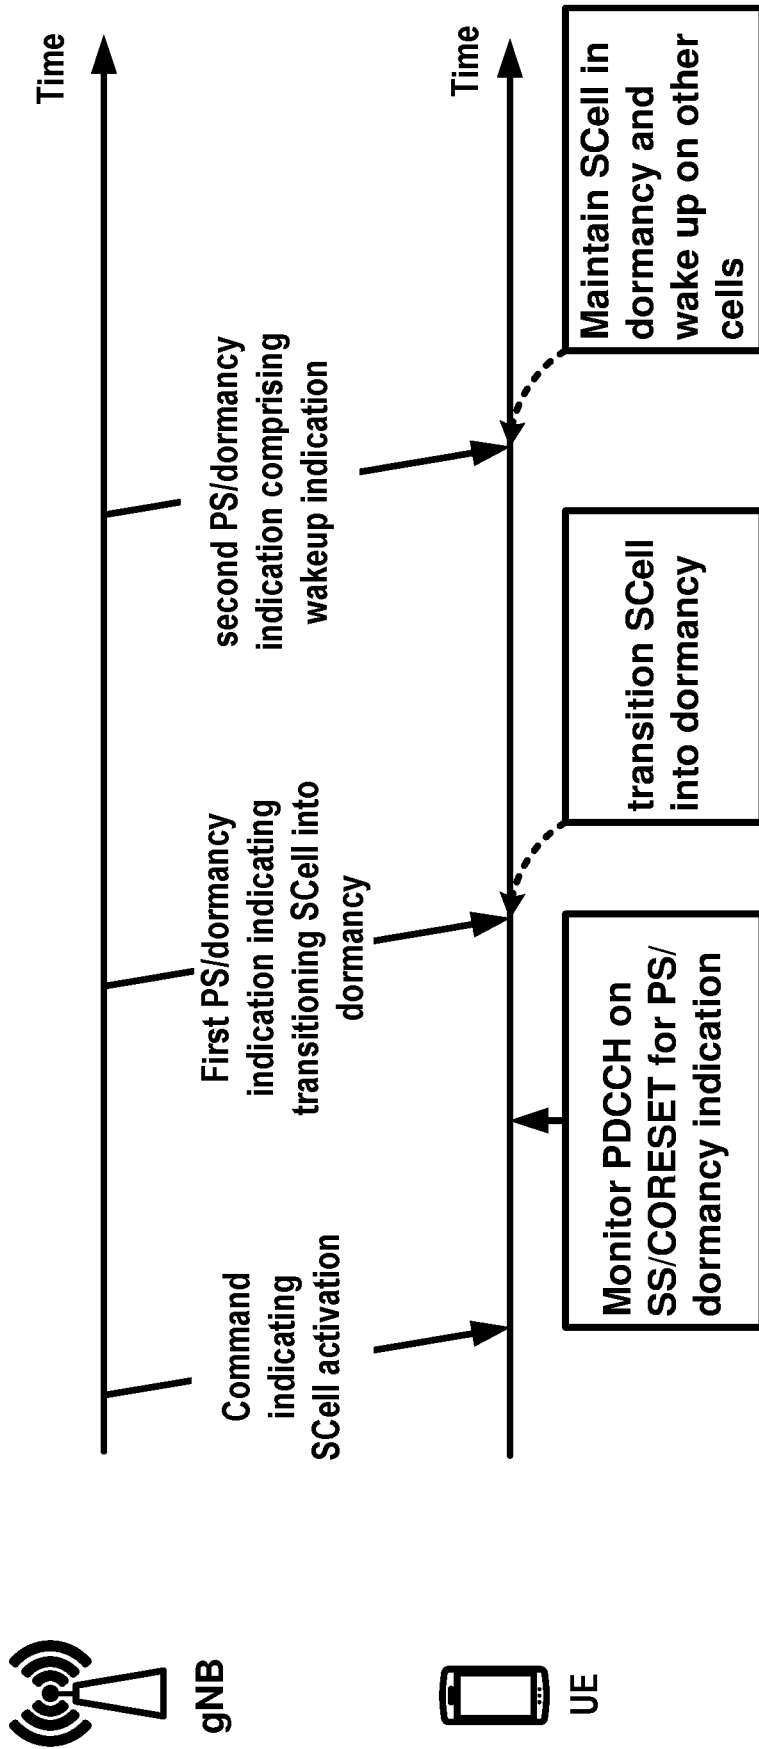 gNB
Time
Command
indicating
SCell activation
First PS/dormancy
indication indicating
transitioning SCell into
dormancy
second PS/dormancy
indication comprising
wakeup indication
UE
Time
Monitor PDCCH on
SS/CORESET for PS/
dormancy indication
transition SCell
into dormancy
Maintain SCell in
dormancy and
wake up on other
cells